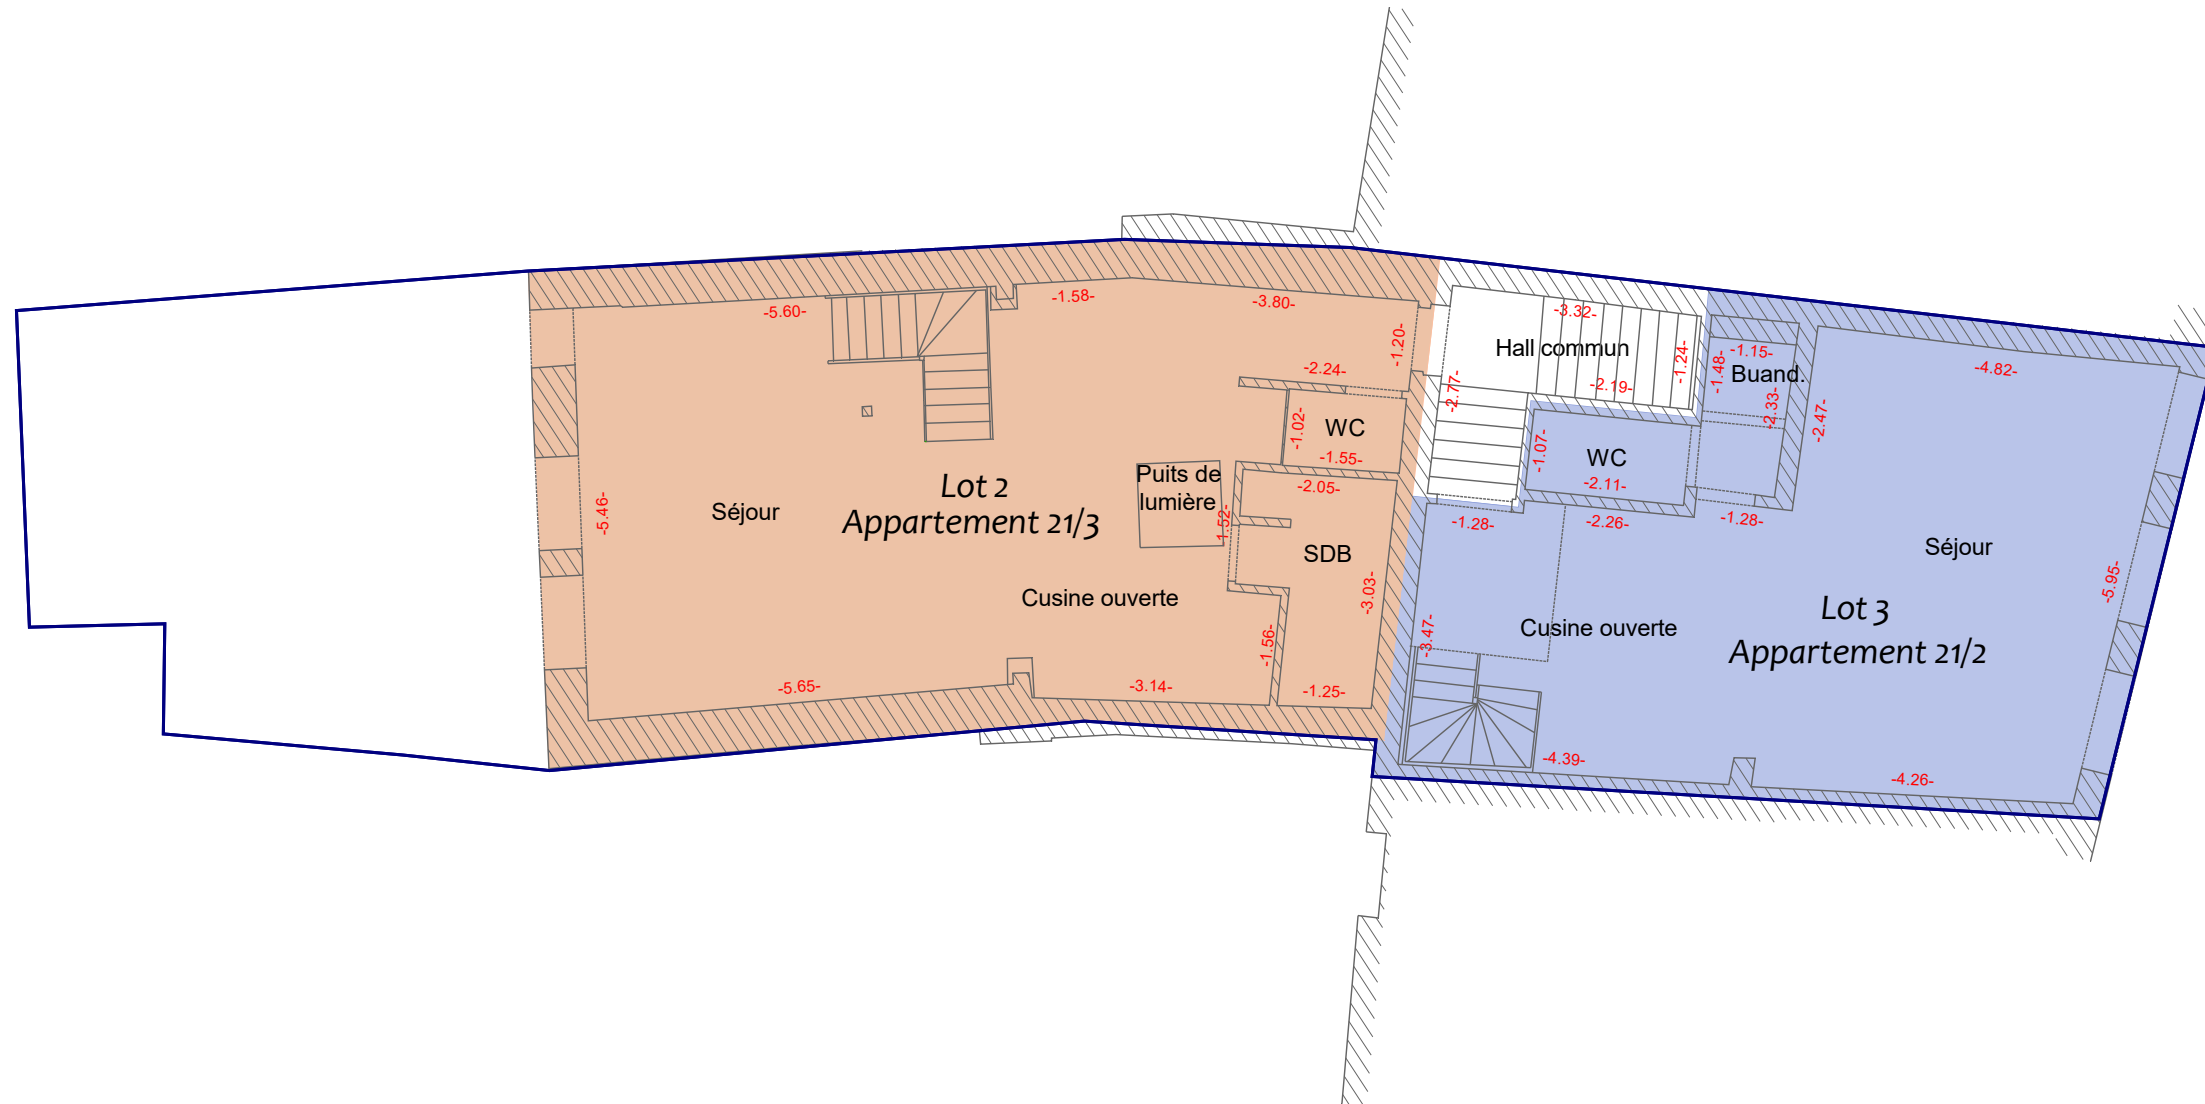 -5.60-
-1.58-
-3.80-
-1.20-
-2.24-
-1.02-
WC
-1.55-
-2.05-
Puits de
lumière
-1.52-
SDB
-3.03-
-1.56-
-1.25-
-3.14-
-5.65-
-5.46-
Séjour
Lot 2
Appartement 21/3
Cusine ouverte
-3.32-
Hall commun
-1.24-
-2.19-
-2.77-
-1.48-
-1.15-
Buand.
-2.33-
-2.47-
-4.82-
-1.07-
WC
-2.11-
-1.28-
-2.26-
-1.28-
Séjour
-5.95-
Lot 3
Appartement 21/2
Cusine ouverte
-3.47-
-4.39-
-4.26-